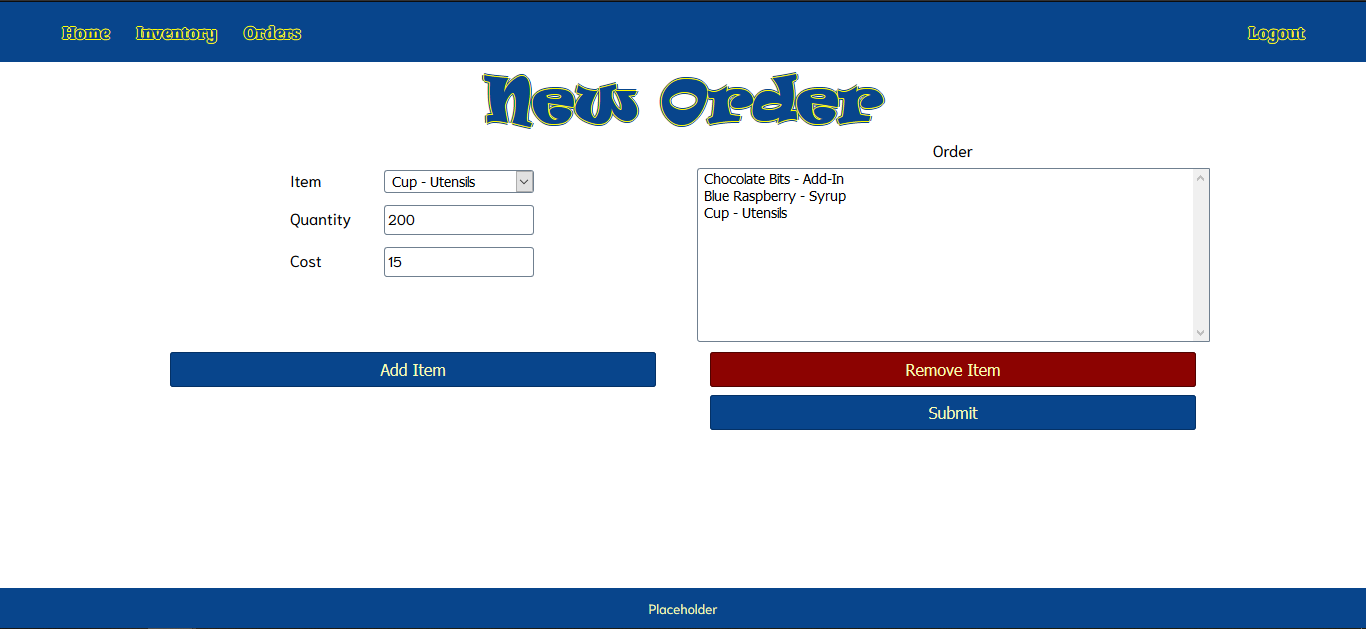 Home Inventory Orders Logout
New Order
Order
Item Cup - Utensils
Quantity 200
Cost 15
Chocolate Bits - Add-In
Blue Raspberry - Syrup
Cup - Utensils
Add Item
Remove Item
Submit
Placeholder